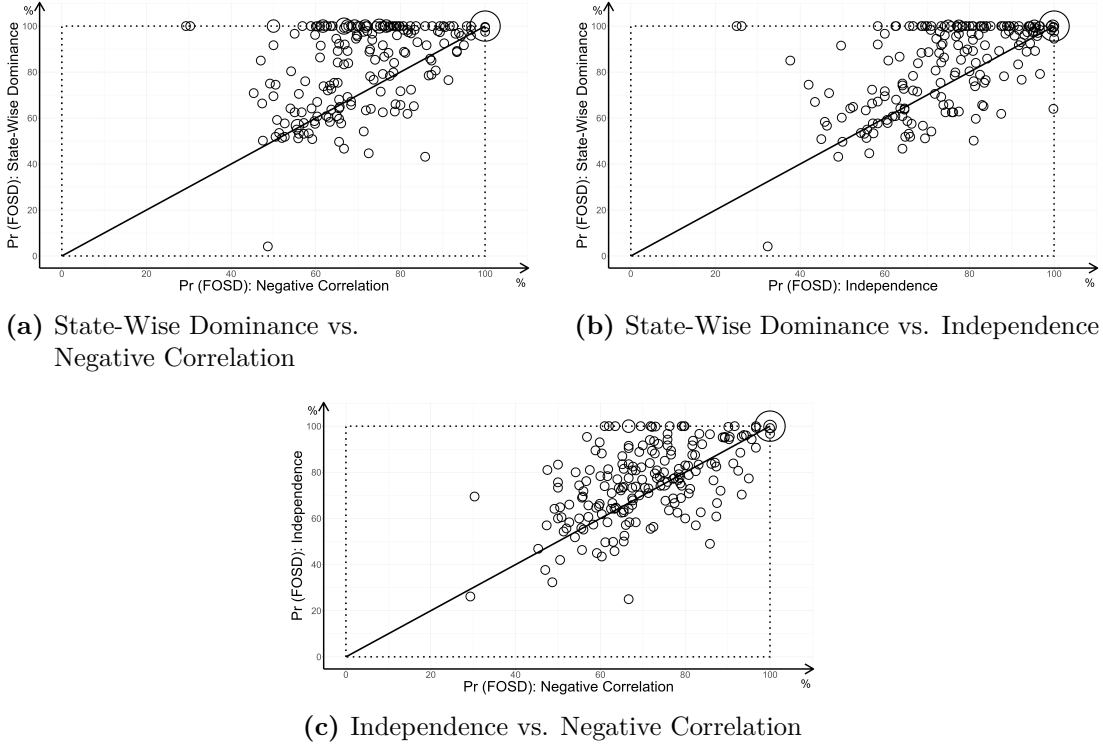 %
Pr (FOSD): State-Wise Dominance
100
80
60
40
20
0
0 20 40 60 80 100
%
Pr (FOSD): Negative Correlation
(a) State-Wise Dominance vs.
Negative Correlation
%
Pr (FOSD): State-Wise Dominance
100
80
60
40
20
0
0 20 40 60 80 100
%
Pr (FOSD): Independence
(b) State-Wise Dominance vs. Independence
%
Pr (FOSD): Independence
100
80
60
40
20
0
0 20 40 60 80 100
%
Pr (FOSD): Negative Correlation
(c) Independence vs. Negative Correlation